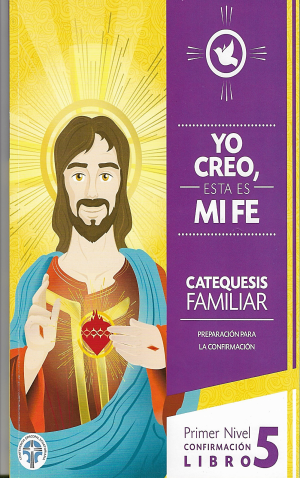 YO
CREO,
ESTA ES
MI FE
CATEQUESIS
FAMILIAR
PREPARACIÓN PARA
LA CONFIRMACIÓN
Primer Nivel
CONFIRMACIÓN
LIBRO 5